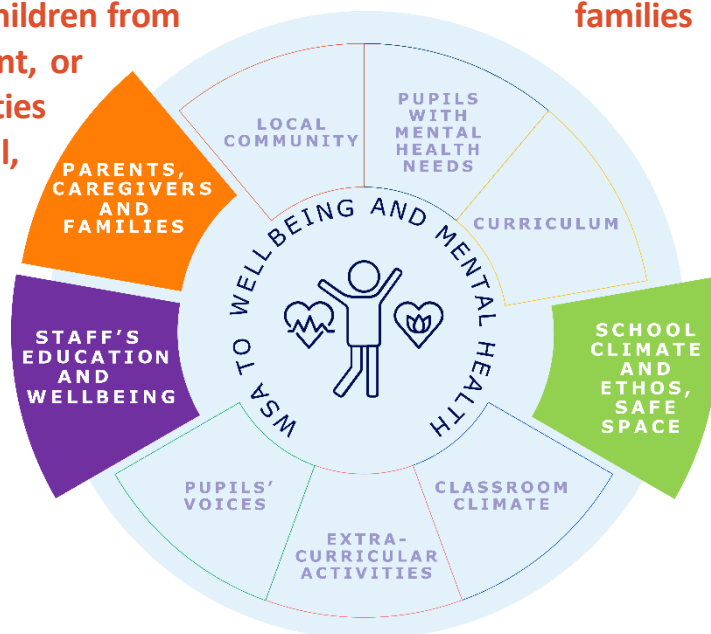 children from
families
nt, or
ties
l,
LOCAL
COMMUNITY
PUPILS
WITH
MENTAL
HEALTH
NEEDS
CURRICULUM
SCHOOL
CLIMATE
AND
ETHOS,
SAFE
SPACE
CLASSROOM
CLIMATE
EXTRA-
CURRICULAR
ACTIVITIES
PUPILS'
VOICES
STAFF'S
EDUCATION
AND
WELLBEING
PARENTS,
CAREGIVERS
AND
FAMILIES
WSA TO WELLBEING AND MENTAL HEALTH